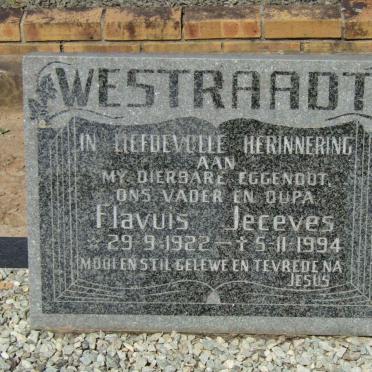 WESTRAADT
IN LIEFDEVOLLE HERINNERING
AAN
MY DIERBARE EGGENOOT,
ONS VADER EN OUPA
Flavuis Jeceves
☆ 29·9·1922 – † 5·11·1994
MOOI EN STIL GELEWE EN TEVREDE NA
JESUS